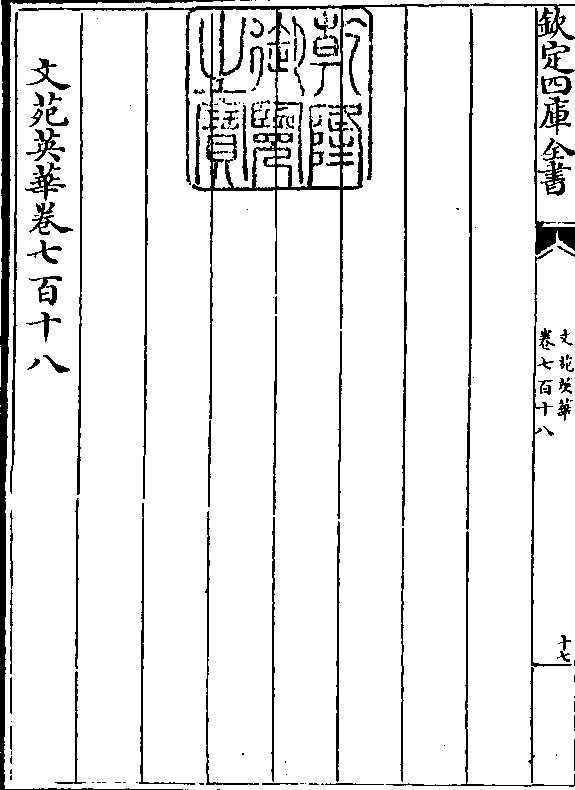 欽定四庫全書
文苑英華
卷七百十八
十七
乾隆
御覽
之寶
文苑英華卷七百十八